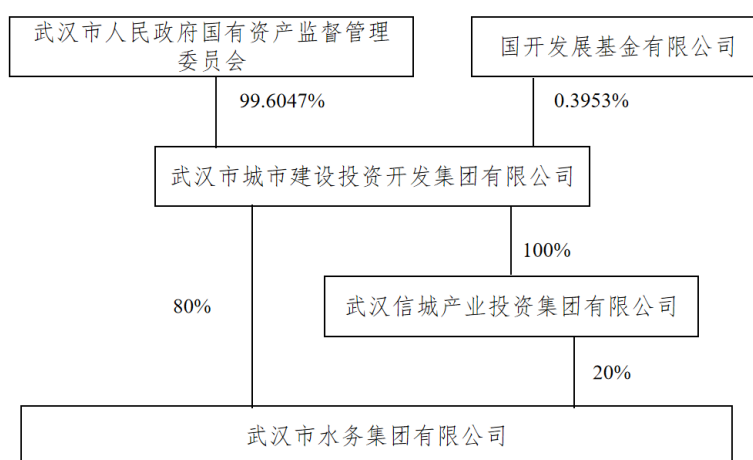 武汉市人民政府国有资产监督管理
委员会
国开发展基金有限公司
99.6047%
0.3953%
武汉市城市建设投资开发集团有限公司
100%
80%
武汉信城产业投资集团有限公司
20%
武汉市水务集团有限公司